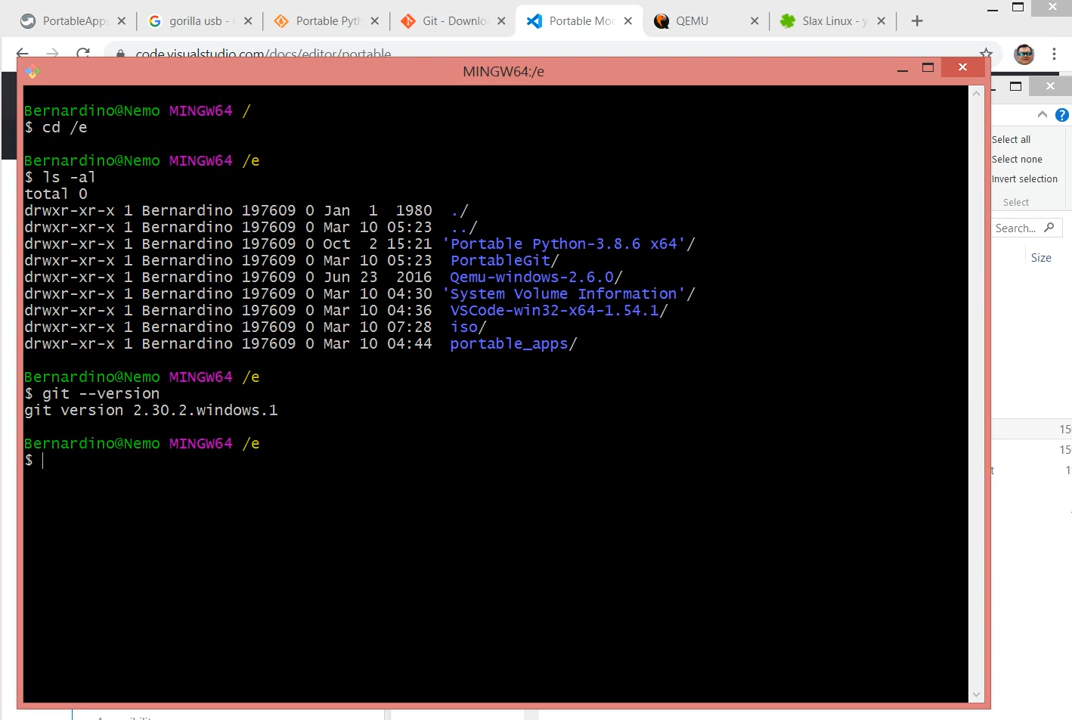 PortableApps
gorilla usb -
Portable Pyth
Git - Downlo
Portable Mo
QEMU
Slax Linux - y
code.visualstudio.com/docs/editor/portable
MINGW64:/e
Bernardino@Nemo MINGW64 /
$ cd /e
Bernardino@Nemo MINGW64 /e
$ ls -al
total 0
drwxr-xr-x 1 Bernardino 197609 0 Jan  1  1980  ./
drwxr-xr-x 1 Bernardino 197609 0 Mar 10 05:23  ../
drwxr-xr-x 1 Bernardino 197609 0 Oct  2 15:21 'Portable Python-3.8.6 x64'/
drwxr-xr-x 1 Bernardino 197609 0 Mar 10 05:23  PortableGit/
drwxr-xr-x 1 Bernardino 197609 0 Jun 23  2016  Qemu-windows-2.6.0/
drwxr-xr-x 1 Bernardino 197609 0 Mar 10 04:30 'System Volume Information'/
drwxr-xr-x 1 Bernardino 197609 0 Mar 10 04:36  VSCode-win32-x64-1.54.1/
drwxr-xr-x 1 Bernardino 197609 0 Mar 10 07:28  iso/
drwxr-xr-x 1 Bernardino 197609 0 Mar 10 04:44  portable_apps/
Bernardino@Nemo MINGW64 /e
$ git --version
git version 2.30.2.windows.1
Bernardino@Nemo MINGW64 /e
$
Select all
Select none
Invert selection
Select
Search...
Size
15
15
t
1